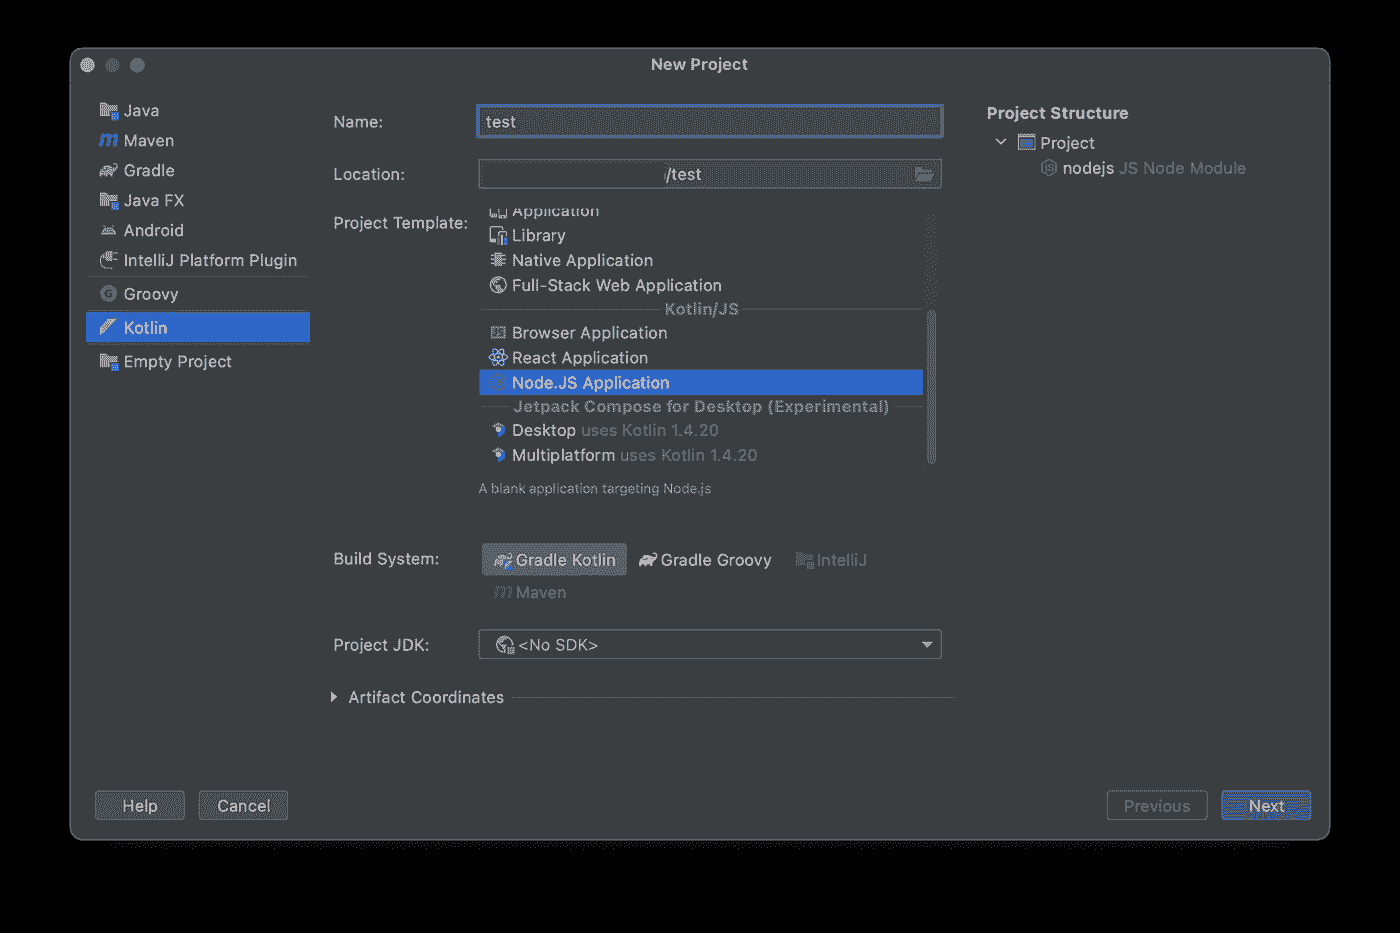 New Project
Java
Maven
Gradle
Java FX
Android
IntelliJ Platform Plugin
Groovy
Kotlin
Empty Project
Name: test
Location: /test
Project Template:
Application
Library
Native Application
Full-Stack Web Application
Kotlin/JS
Browser Application
React Application
Node.JS Application
Jetpack Compose for Desktop (Experimental)
Desktop uses Kotlin 1.4.20
Multiplatform uses Kotlin 1.4.20
A blank application targeting Node.js
Build System: Gradle Kotlin Gradle Groovy IntelliJ
Maven
Project JDK: <No SDK>
Artifact Coordinates
Project Structure
Project
nodejs JS Node Module
Help Cancel Previous Next